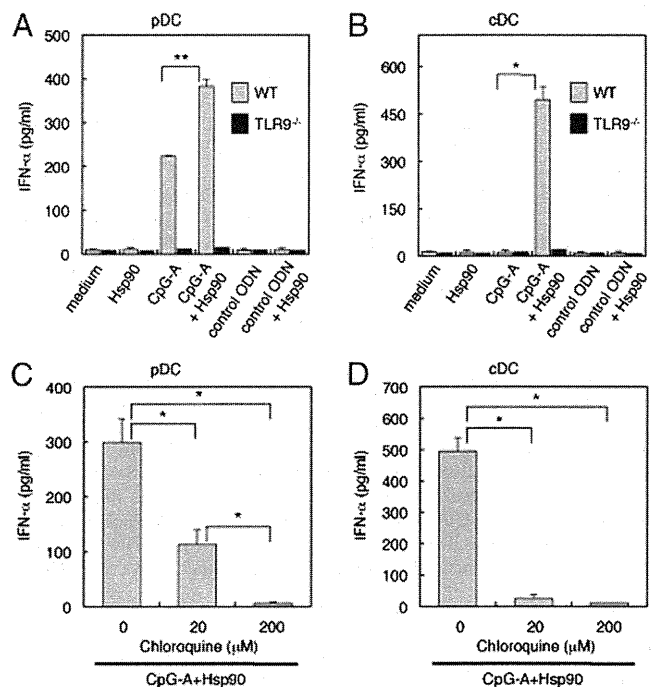 A
pDC
500
400
300
200
100
0
IFN-α (pg/ml)
**
WT
TLR9-/-
medium
Hsp90
CpG-A
CpG-A + Hsp90
control ODN
control ODN + Hsp90
B
cDC
600
450
300
150
0
IFN-α (pg/ml)
*
WT
TLR9-/-
medium
Hsp90
CpG-A
CpG-A + Hsp90
control ODN
control ODN + Hsp90
C
pDC
400
300
200
100
0
IFN-α (pg/ml)
*
*
*
0
20
200
Chloroquine (μM)
CpG-A+Hsp90
D
cDC
700
600
500
400
300
200
100
0
IFN-α (pg/ml)
*
*
0
20
200
Chloroquine (μM)
CpG-A+Hsp90